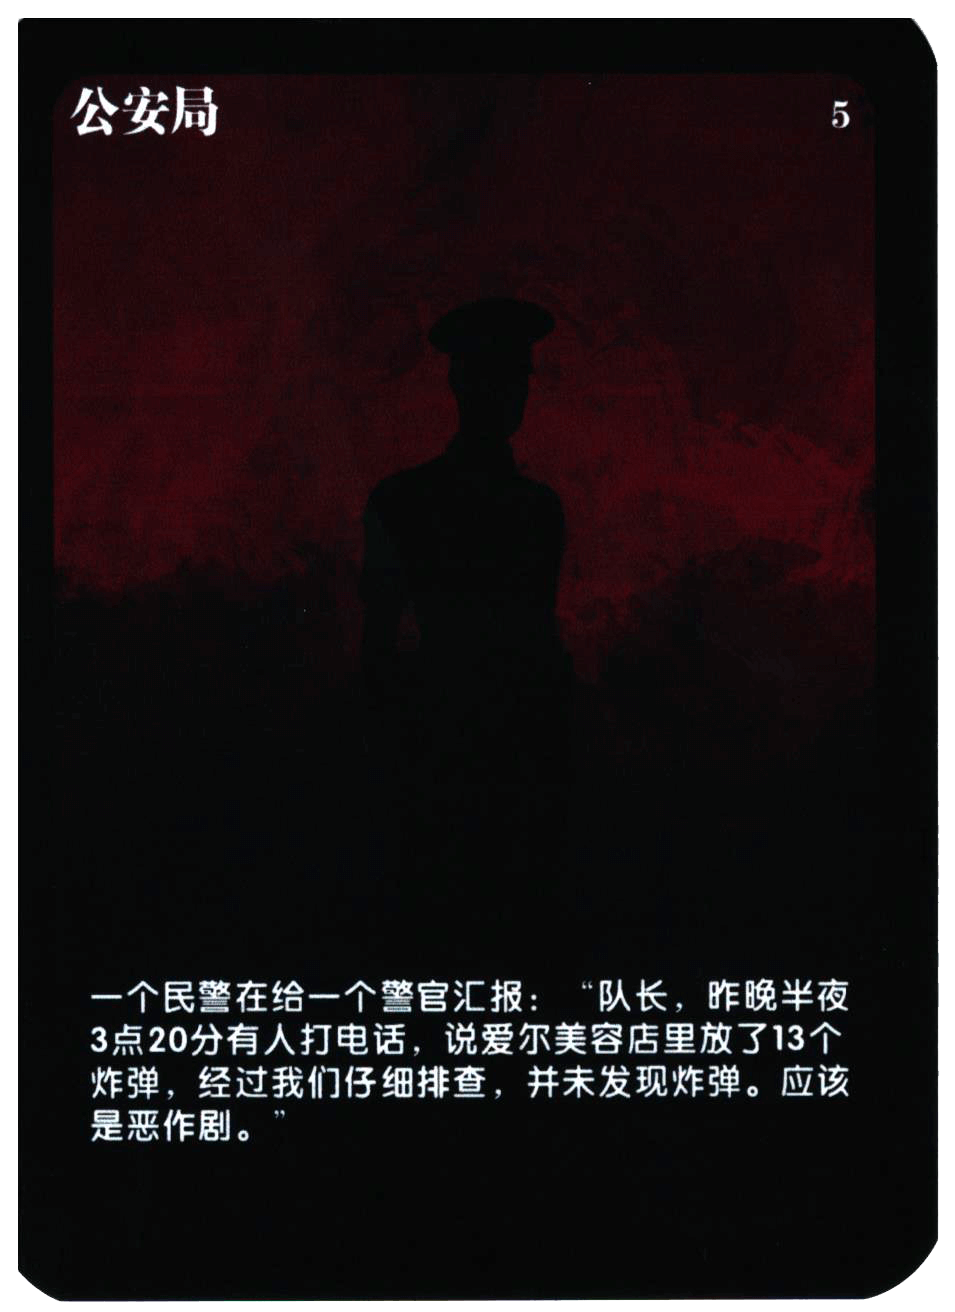 公安局
5
一个民警在给一个警官汇报：“队长，昨晚半夜
3点20分有人打电话，说爱尔美容店里放了13个
炸弹，经过我们仔细排查，并未发现炸弹。应该
是恶作剧。”